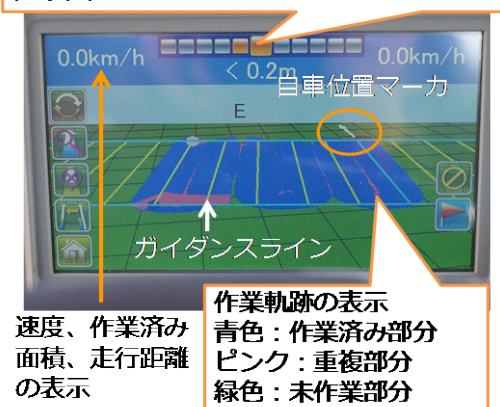 0.0km/h
0.0km/h
< 0.2m
自車位置マーカ
E
ガイダンスライン
速度、作業済み
面積、走行距離
の表示
作業軌跡の表示
青色：作業済み部分
ピンク：重複部分
緑色：未作業部分